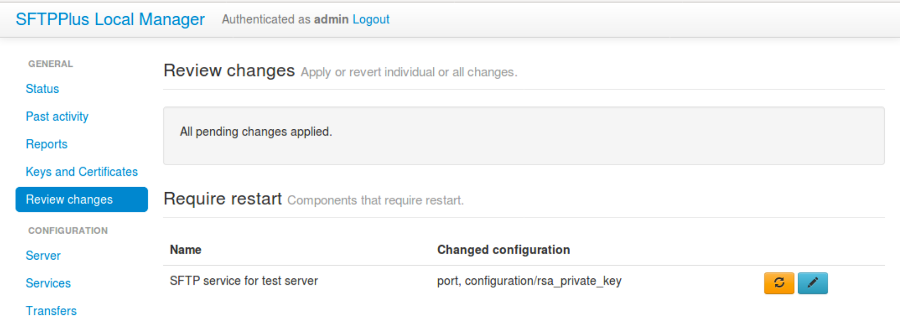 SFTPPlus Local Manager Authenticated as admin Logout
GENERAL
Status
Past activity
Reports
Keys and Certificates
Review changes
CONFIGURATION
Server
Services
Transfers
Review changes Apply or revert individual or all changes.
All pending changes applied.
Require restart Components that require restart.
Name Changed configuration
SFTP service for test server port, configuration/rsa_private_key